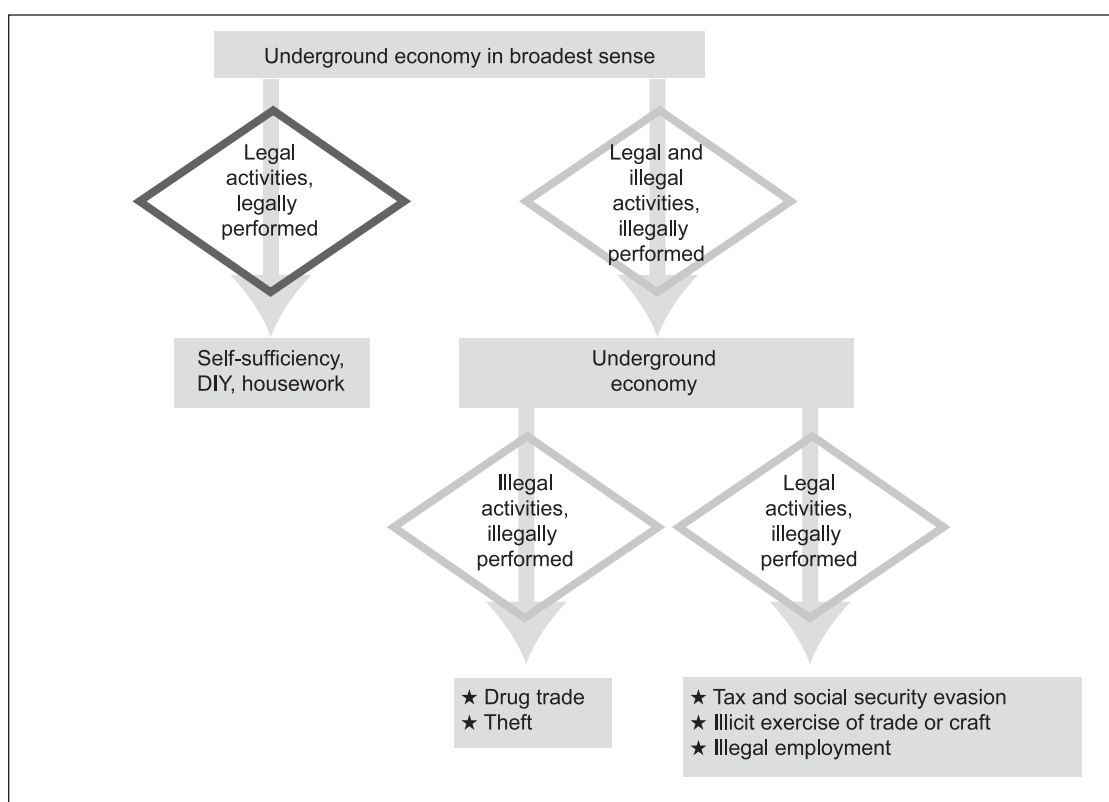 Underground economy in broadest sense
Legal
activities,
legally
performed
Legal and
illegal
activities,
illegally
performed
Self-sufficiency,
DIY, housework
Underground
economy
Illegal
activities,
illegally
performed
Legal
activities,
illegally
performed
★ Drug trade
★ Theft
★ Tax and social security evasion
★ Illicit exercise of trade or craft
★ Illegal employment